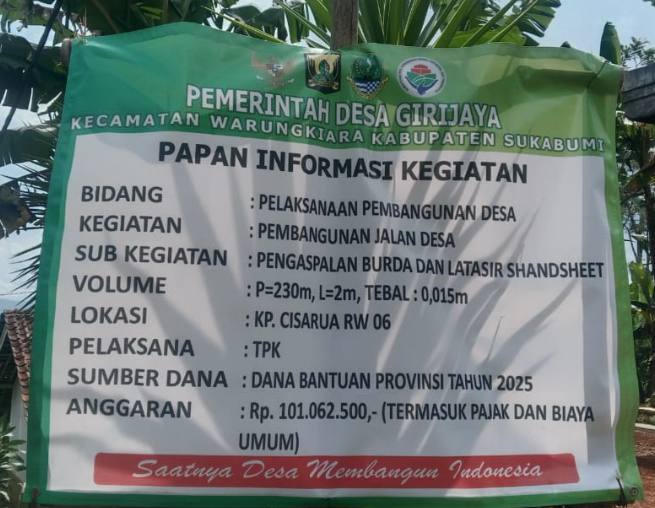 PEMERINTAH DESA GIRIJAYA
KECAMATAN WARUNGKIARA KABUPATEN SUKABUMI
PAPAN INFORMASI KEGIATAN
BIDANG : PELAKSANAAN PEMBANGUNAN DESA
KEGIATAN : PEMBANGUNAN JALAN DESA
SUB KEGIATAN : PENGASPALAN BURDA DAN LATASIR SHANDSHEET
VOLUME : P=230m, L=2m, TEBAL : 0,015m
LOKASI : KP. CISARUA RW 06
PELAKSANA : TPK
SUMBER DANA : DANA BANTUAN PROVINSI TAHUN 2025
ANGGARAN : Rp. 101.062.500,- (TERMASUK PAJAK DAN BIAYA
UMUM)
Saatnya Desa Membangun Indonesia